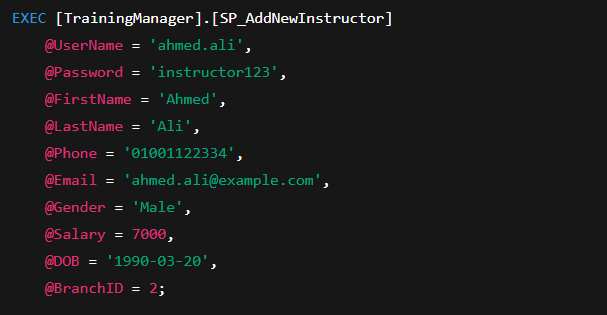 EXEC [TrainingManager].[SP_AddNewInstructor]
    @UserName = 'ahmed.ali',
    @Password = 'instructor123',
    @FirstName = 'Ahmed',
    @LastName = 'Ali',
    @Phone = '01001122334',
    @Email = 'ahmed.ali@example.com',
    @Gender = 'Male',
    @Salary = 7000,
    @DOB = '1990-03-20',
    @BranchID = 2;